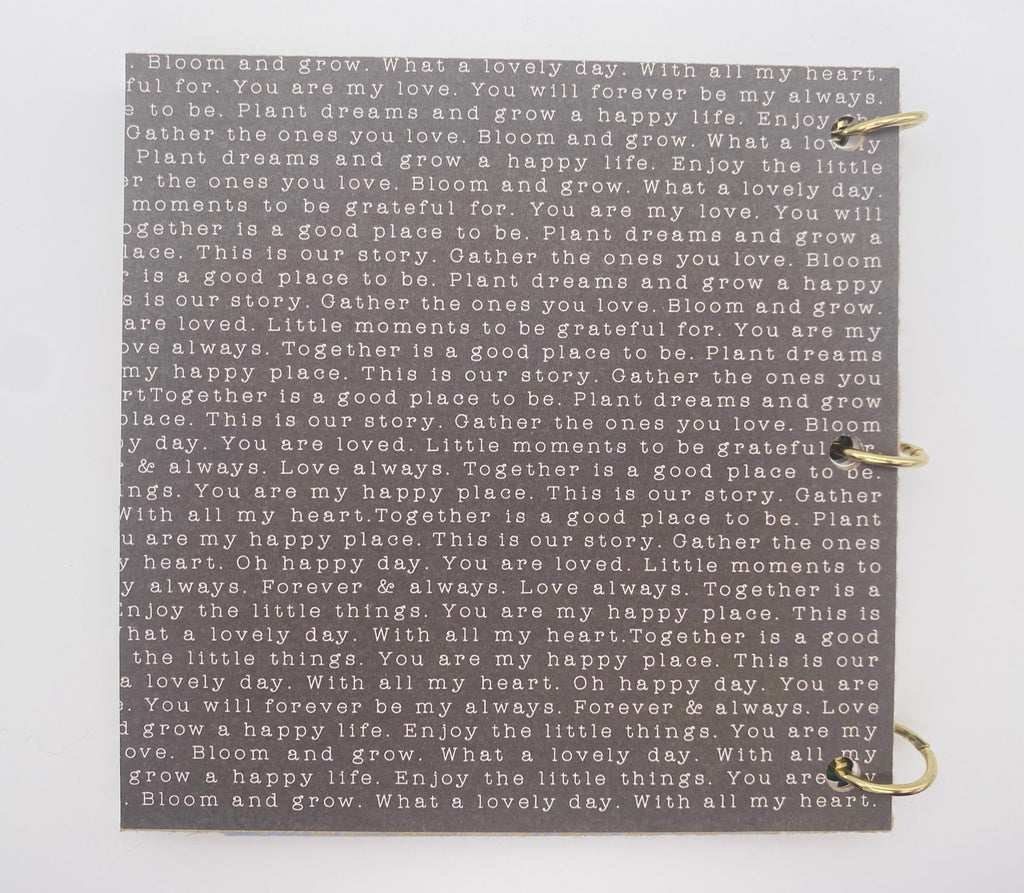 . Bloom and grow. What a lovely day. With all my heart.
ful for. You are my love. You will forever be my always.
e to be. Plant dreams and grow a happy life. Enjoy
Gather the ones you love. Bloom and grow. What a lovely
Plant dreams and grow a happy life. Enjoy the little
er the ones you love. Bloom and grow. What a lovely day.
moments to be grateful for. You are my love. You will
ogether is a good place to be. Plant dreams and grow a
lace. This is our story. Gather the ones you love. Bloom
r is a good place to be. Plant dreams and grow a happy
s is our story. Gather the ones you love. Bloom and grow.
are loved. Little moments to be grateful for. You are my
ove always. Together is a good place to be. Plant dreams
my happy place. This is our story. Gather the ones you
rtTogether is a good place to be. Plant dreams and grow
place. This is our story. Gather the ones you love. Bloom
py day. You are loved. Little moments to be grateful
r & always. Love always. Together is a good place to be.
ings. You are my happy place. This is our story. Gather
With all my heart.Together is a good place to be. Plant
u are my happy place. This is our story. Gather the ones
y heart. Oh happy day. You are loved. Little moments to
y always. Forever & always. Love always. Together is a
Enjoy the little things. You are my happy place. This is
hat a lovely day. With all my heart.Together is a good
the little things. You are my happy place. This is our
a lovely day. With all my heart. Oh happy day. You are
e. You will forever be my always. Forever & always. Love
d grow a happy life. Enjoy the little things. You are my
ove. Bloom and grow. What a lovely day. With all my
grow a happy life. Enjoy the little things. You are
. Bloom and grow. What a lovely day. With all my heart.